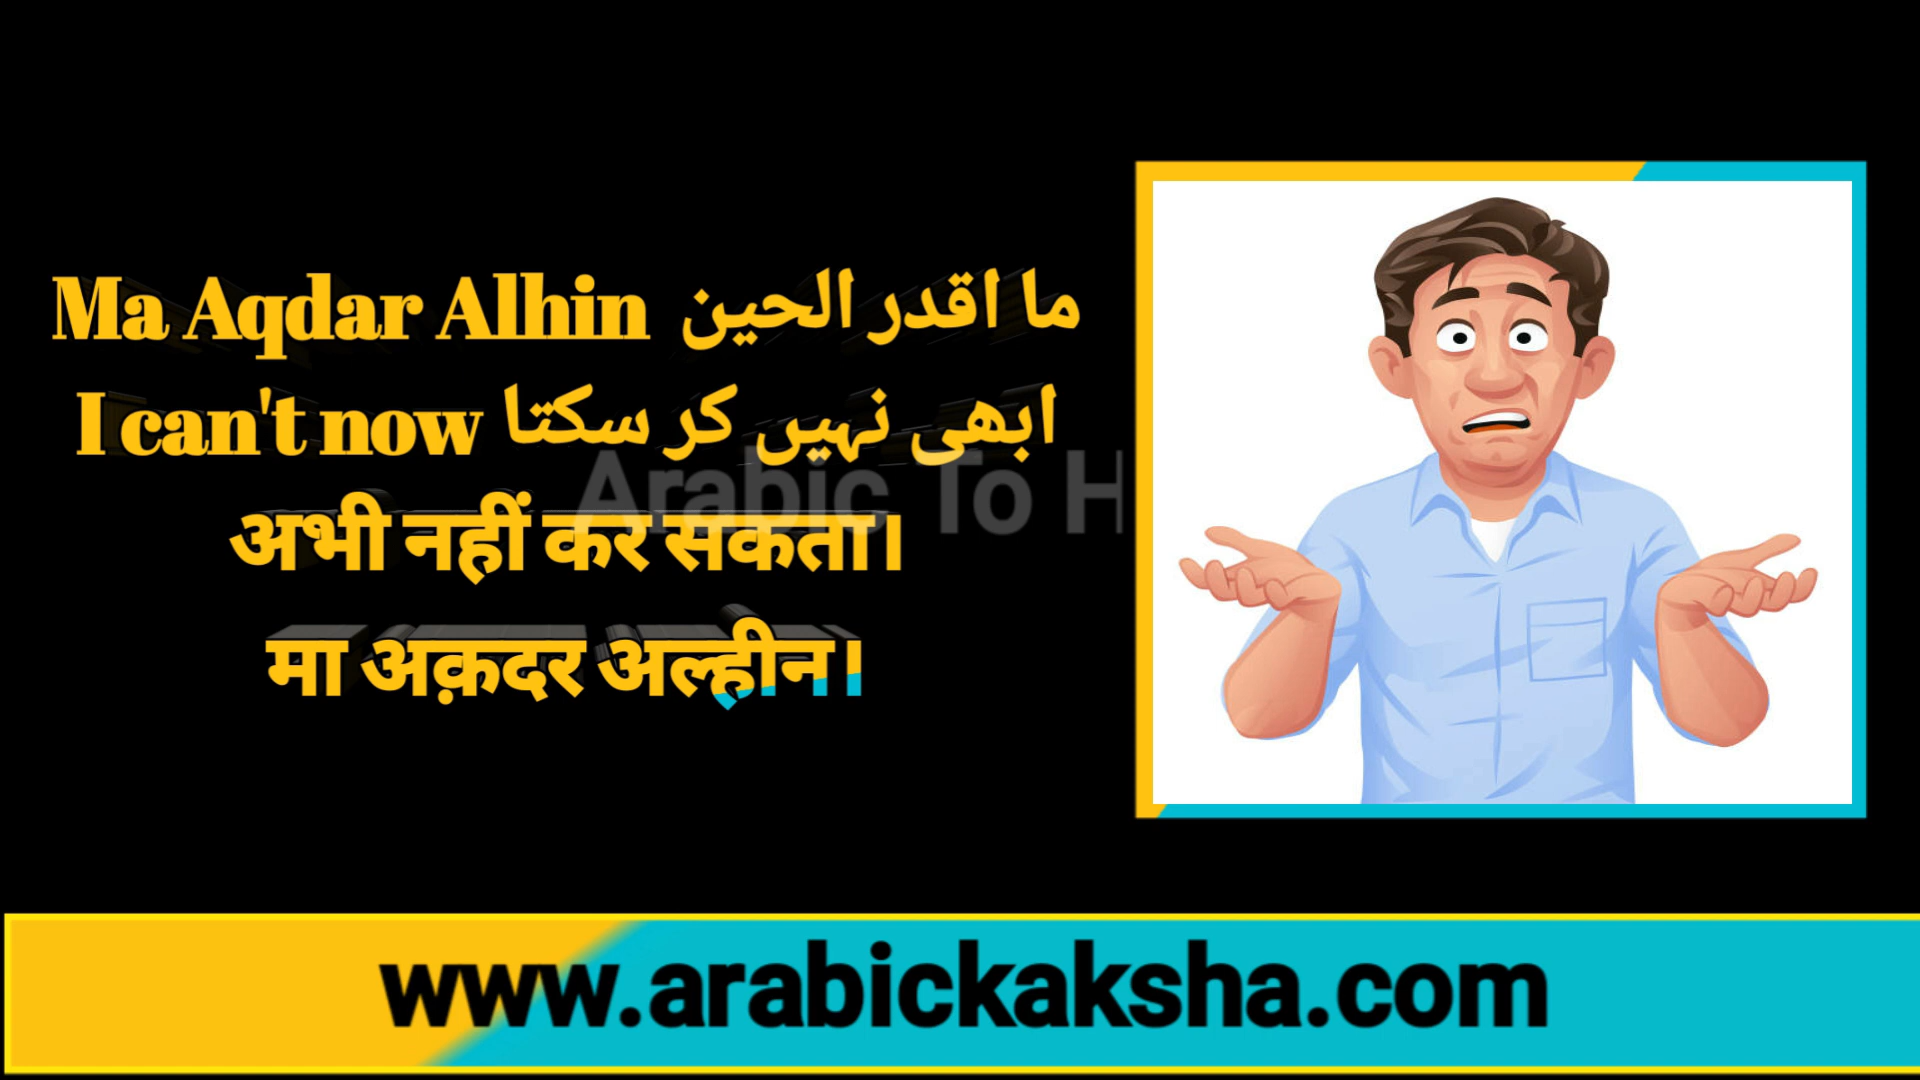 Ma Aqdar Alhin ما اقدر الحين
I can't now ابھی نہیں کر سکتا
अभी नहीं कर सकता।
मा अक़दर अल्हीन।
Arabic To H
www.arabickaksha.com